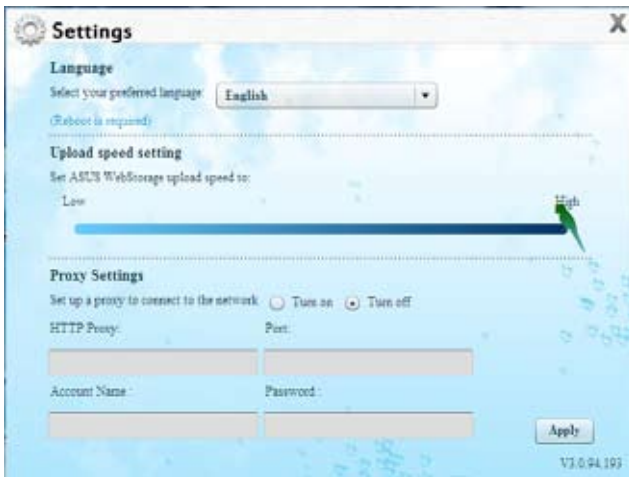 Settings
X
Language
Select your preferred language: English
(Reboot is required)
Upload speed setting
Set ASUS WebStorage upload speed to:
Low High
Proxy Settings
Set up a proxy to connect to the network Turn on Turn off
HTTP Proxy: Port:
Account Name : Password :
Apply
V3.0.94.193